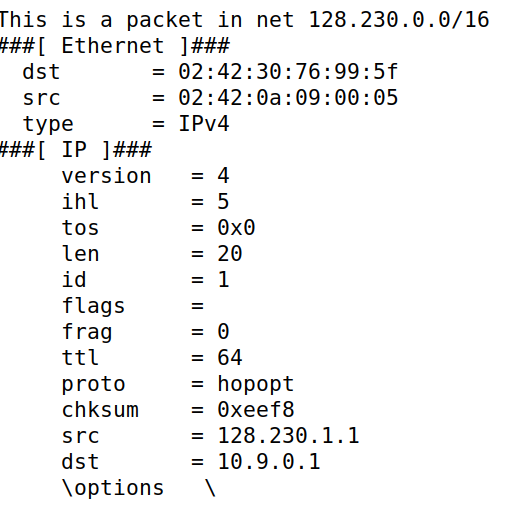 This is a packet in net 128.230.0.0/16
###[ Ethernet ]###
  dst       = 02:42:30:76:99:5f
  src       = 02:42:0a:09:00:05
  type      = IPv4
###[ IP ]###
     version   = 4
     ihl       = 5
     tos       = 0x0
     len       = 20
     id        = 1
     flags     =
     frag      = 0
     ttl       = 64
     proto     = hopopt
     chksum    = 0xeef8
     src       = 128.230.1.1
     dst       = 10.9.0.1
     \options   \